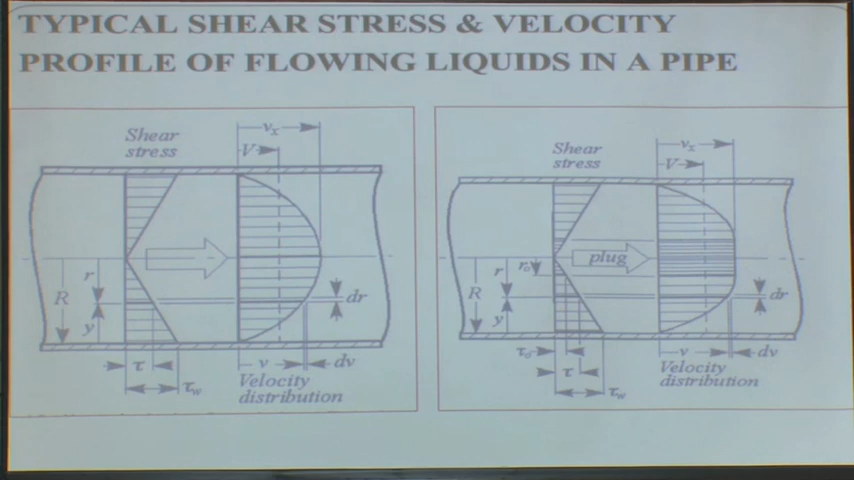 TYPICAL SHEAR STRESS & VELOCITY
PROFILE OF FLOWING LIQUIDS IN A PIPE
Shear
stress
vx
V
r
R
y
dr
τ
v
dv
τw
Velocity
distribution
Shear
stress
vx
V
plug
r
r₀
R
y
dr
τ₀
τ
v
dv
τw
Velocity
distribution